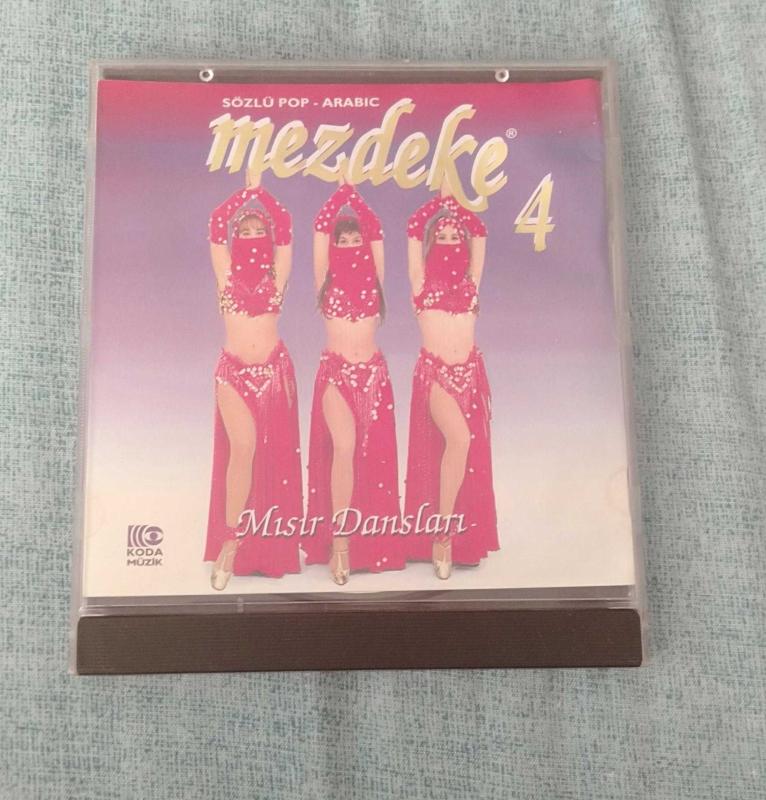 SÖZLÜ POP - ARABIC
mezdeke®
4
Mısır Dansları
KODA
MÜZİK